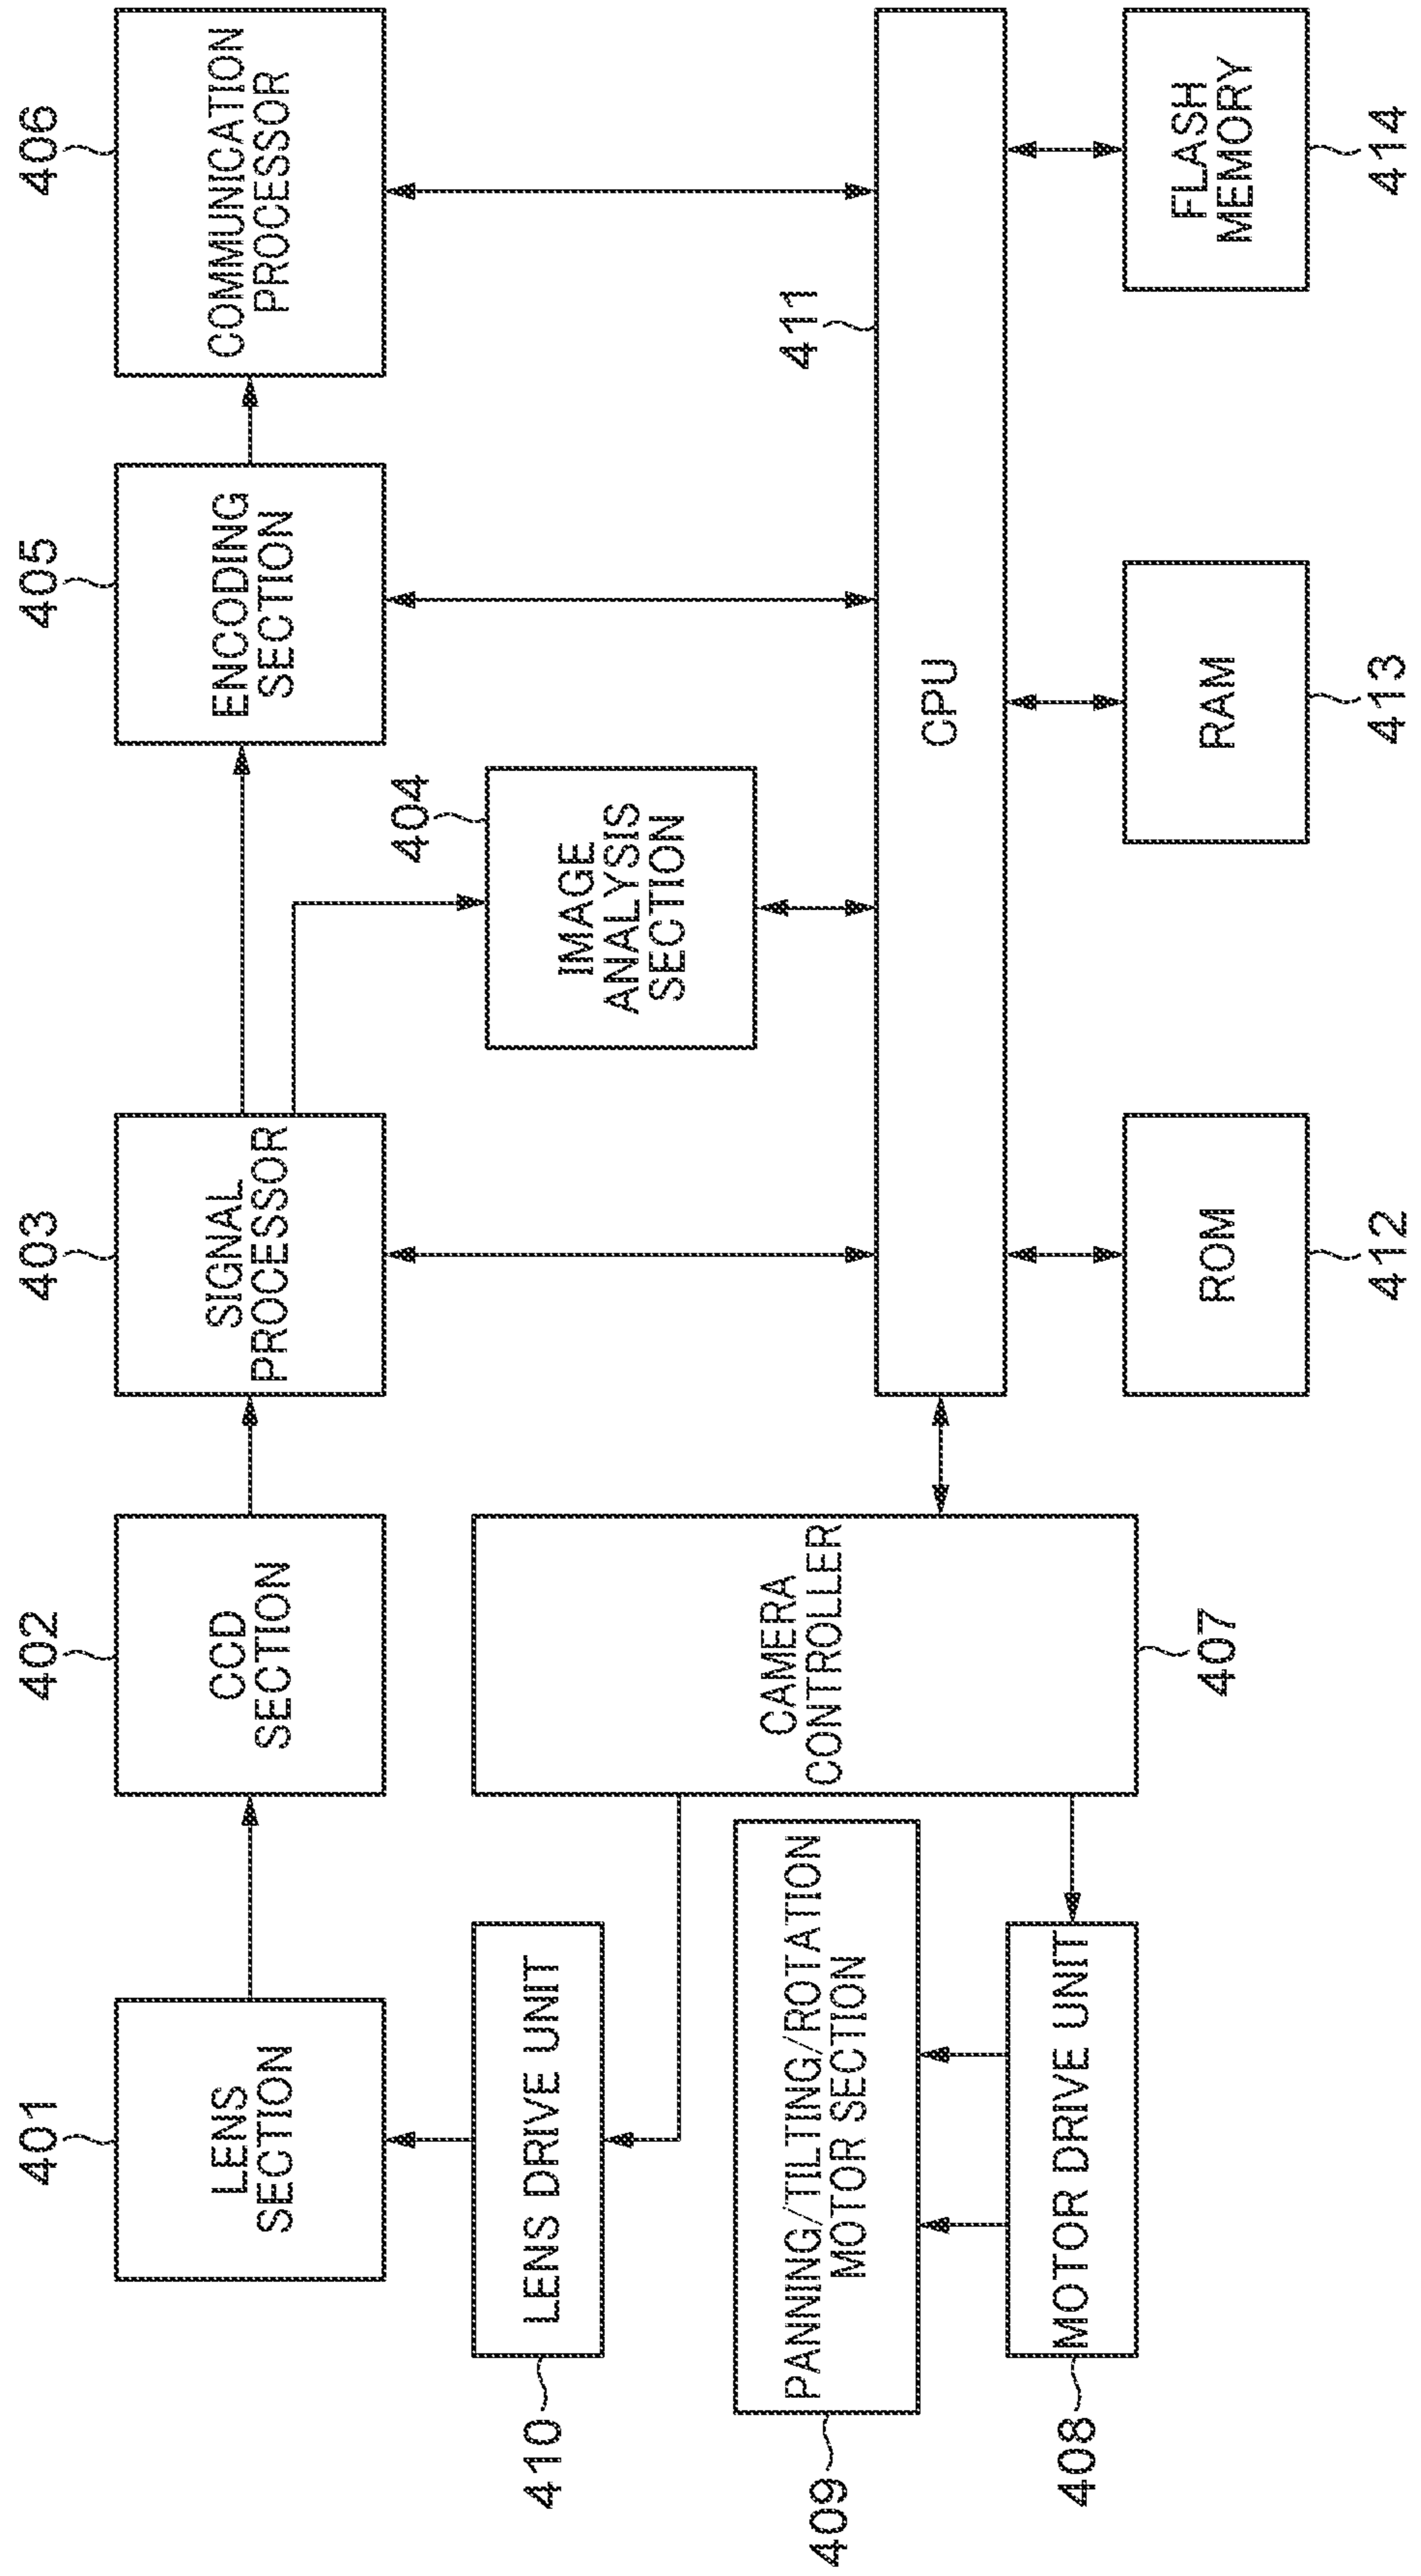 401
LENS
SECTION
402
CCD
SECTION
403
SIGNAL
PROCESSOR
405
ENCODING
SECTION
406
COMMUNICATION
PROCESSOR
404
IMAGE
ANALYSIS
SECTION
410
LENS DRIVE UNIT
409
PANNING/TILTING/ROTATION
MOTOR SECTION
408
MOTOR DRIVE UNIT
CAMERA
CONTROLLER
407
411
CPU
ROM
412
RAM
413
FLASH
MEMORY
414